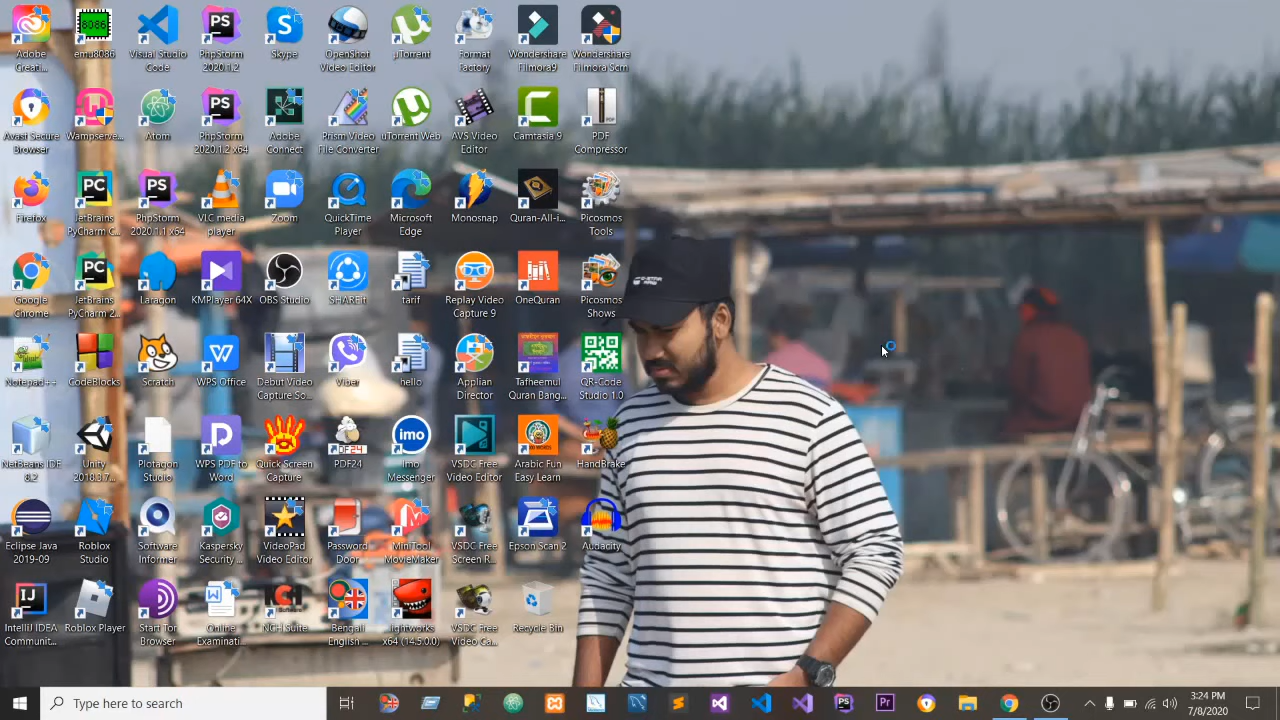 Adobe
Creati...
emu8086
Visual Studio
Code
PhpStorm
2020.1.2
Skype
OpenShot
Video Editor
µTorrent
Format
Factory
Wondershare
Filmora9
Wondershare
Filmora Scrn
Avast Secure
Browser
Wampserve...
Atom
PhpStorm
2020.1.2 x64
Adobe
Connect
Prism Video
File Converter
uTorrent Web
AVS Video
Editor
Camtasia 9
PDF
Compressor
Firefox
JetBrains
PyCharm C...
PhpStorm
2020.1.1 x64
VLC media
player
Zoom
QuickTime
Player
Microsoft
Edge
Monosnap
Quran-All-i...
Picosmos
Tools
Google
Chrome
JetBrains
PyCharm 2...
Laragon
KMPlayer 64X
OBS Studio
SHAREit
tarif
Replay Video
Capture 9
OneQuran
Picosmos
Shows
Notepad++
CodeBlocks
Scratch
WPS Office
Debut Video
Capture So...
Viber
hello
Applian
Director
Tafheemul
Quran Bang...
QR-Code
Studio 1.0
NetBeans IDE
8.2
Unity
2018.3.7...
Plotagon
Studio
WPS PDF to
Word
Quick Screen
Capture
PDF24
Imo
Messenger
VSDC Free
Video Editor
Arabic Fun
Easy Learn
HandBrake
Eclipse Java
2019-09
Roblox
Studio
Software
Informer
Kaspersky
Security ...
VideoPad
Video Editor
Password
Door
MiniTool
MovieMaker
VSDC Free
Screen R...
Epson Scan 2
Audacity
IntelliJ IDEA
Communit...
Roblox Player
Start Tor
Browser
Online
Examinati...
NCH Suite
Bengali
English ...
lightworks
x64 (14.5.0.0)
VSDC Free
Video Ca...
Recycle Bin
Type here to search
3:24 PM
7/8/2020